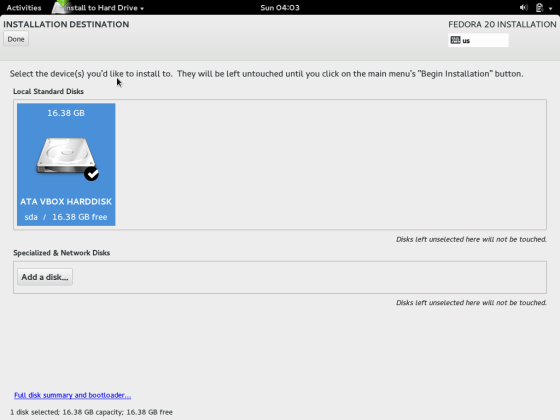 Activities
Install to Hard Drive
Sun 04:03
INSTALLATION DESTINATION
FEDORA 20 INSTALLATION
Done
us
Select the device(s) you'd like to install to.  They will be left untouched until you click on the main menu's "Begin Installation" button.
Local Standard Disks
16.38 GB
ATA VBOX HARDDISK
sda / 16.38 GB free
Disks left unselected here will not be touched.
Specialized & Network Disks
Add a disk...
Disks left unselected here will not be touched.
Full disk summary and bootloader...
1 disk selected; 16.38 GB capacity; 16.38 GB free